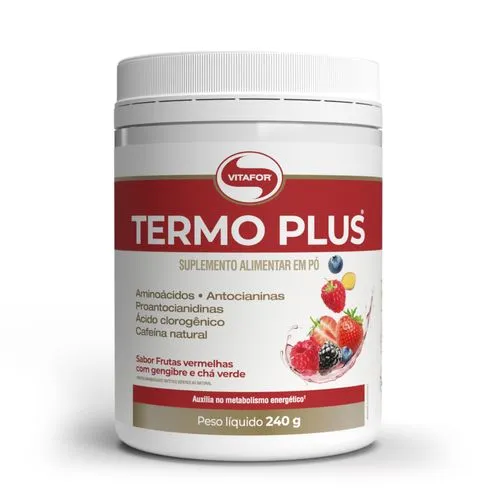 VITAFOR®
TERMO PLUS®
SUPLEMENTO ALIMENTAR EM PÓ
Aminoácidos • Antocianinas
Proantocianidinas
Ácido clorogênico
Cafeína natural
Sabor Frutas vermelhas
com gengibre e chá verde
Auxilia no metabolismo energético¹
Peso líquido 240 g